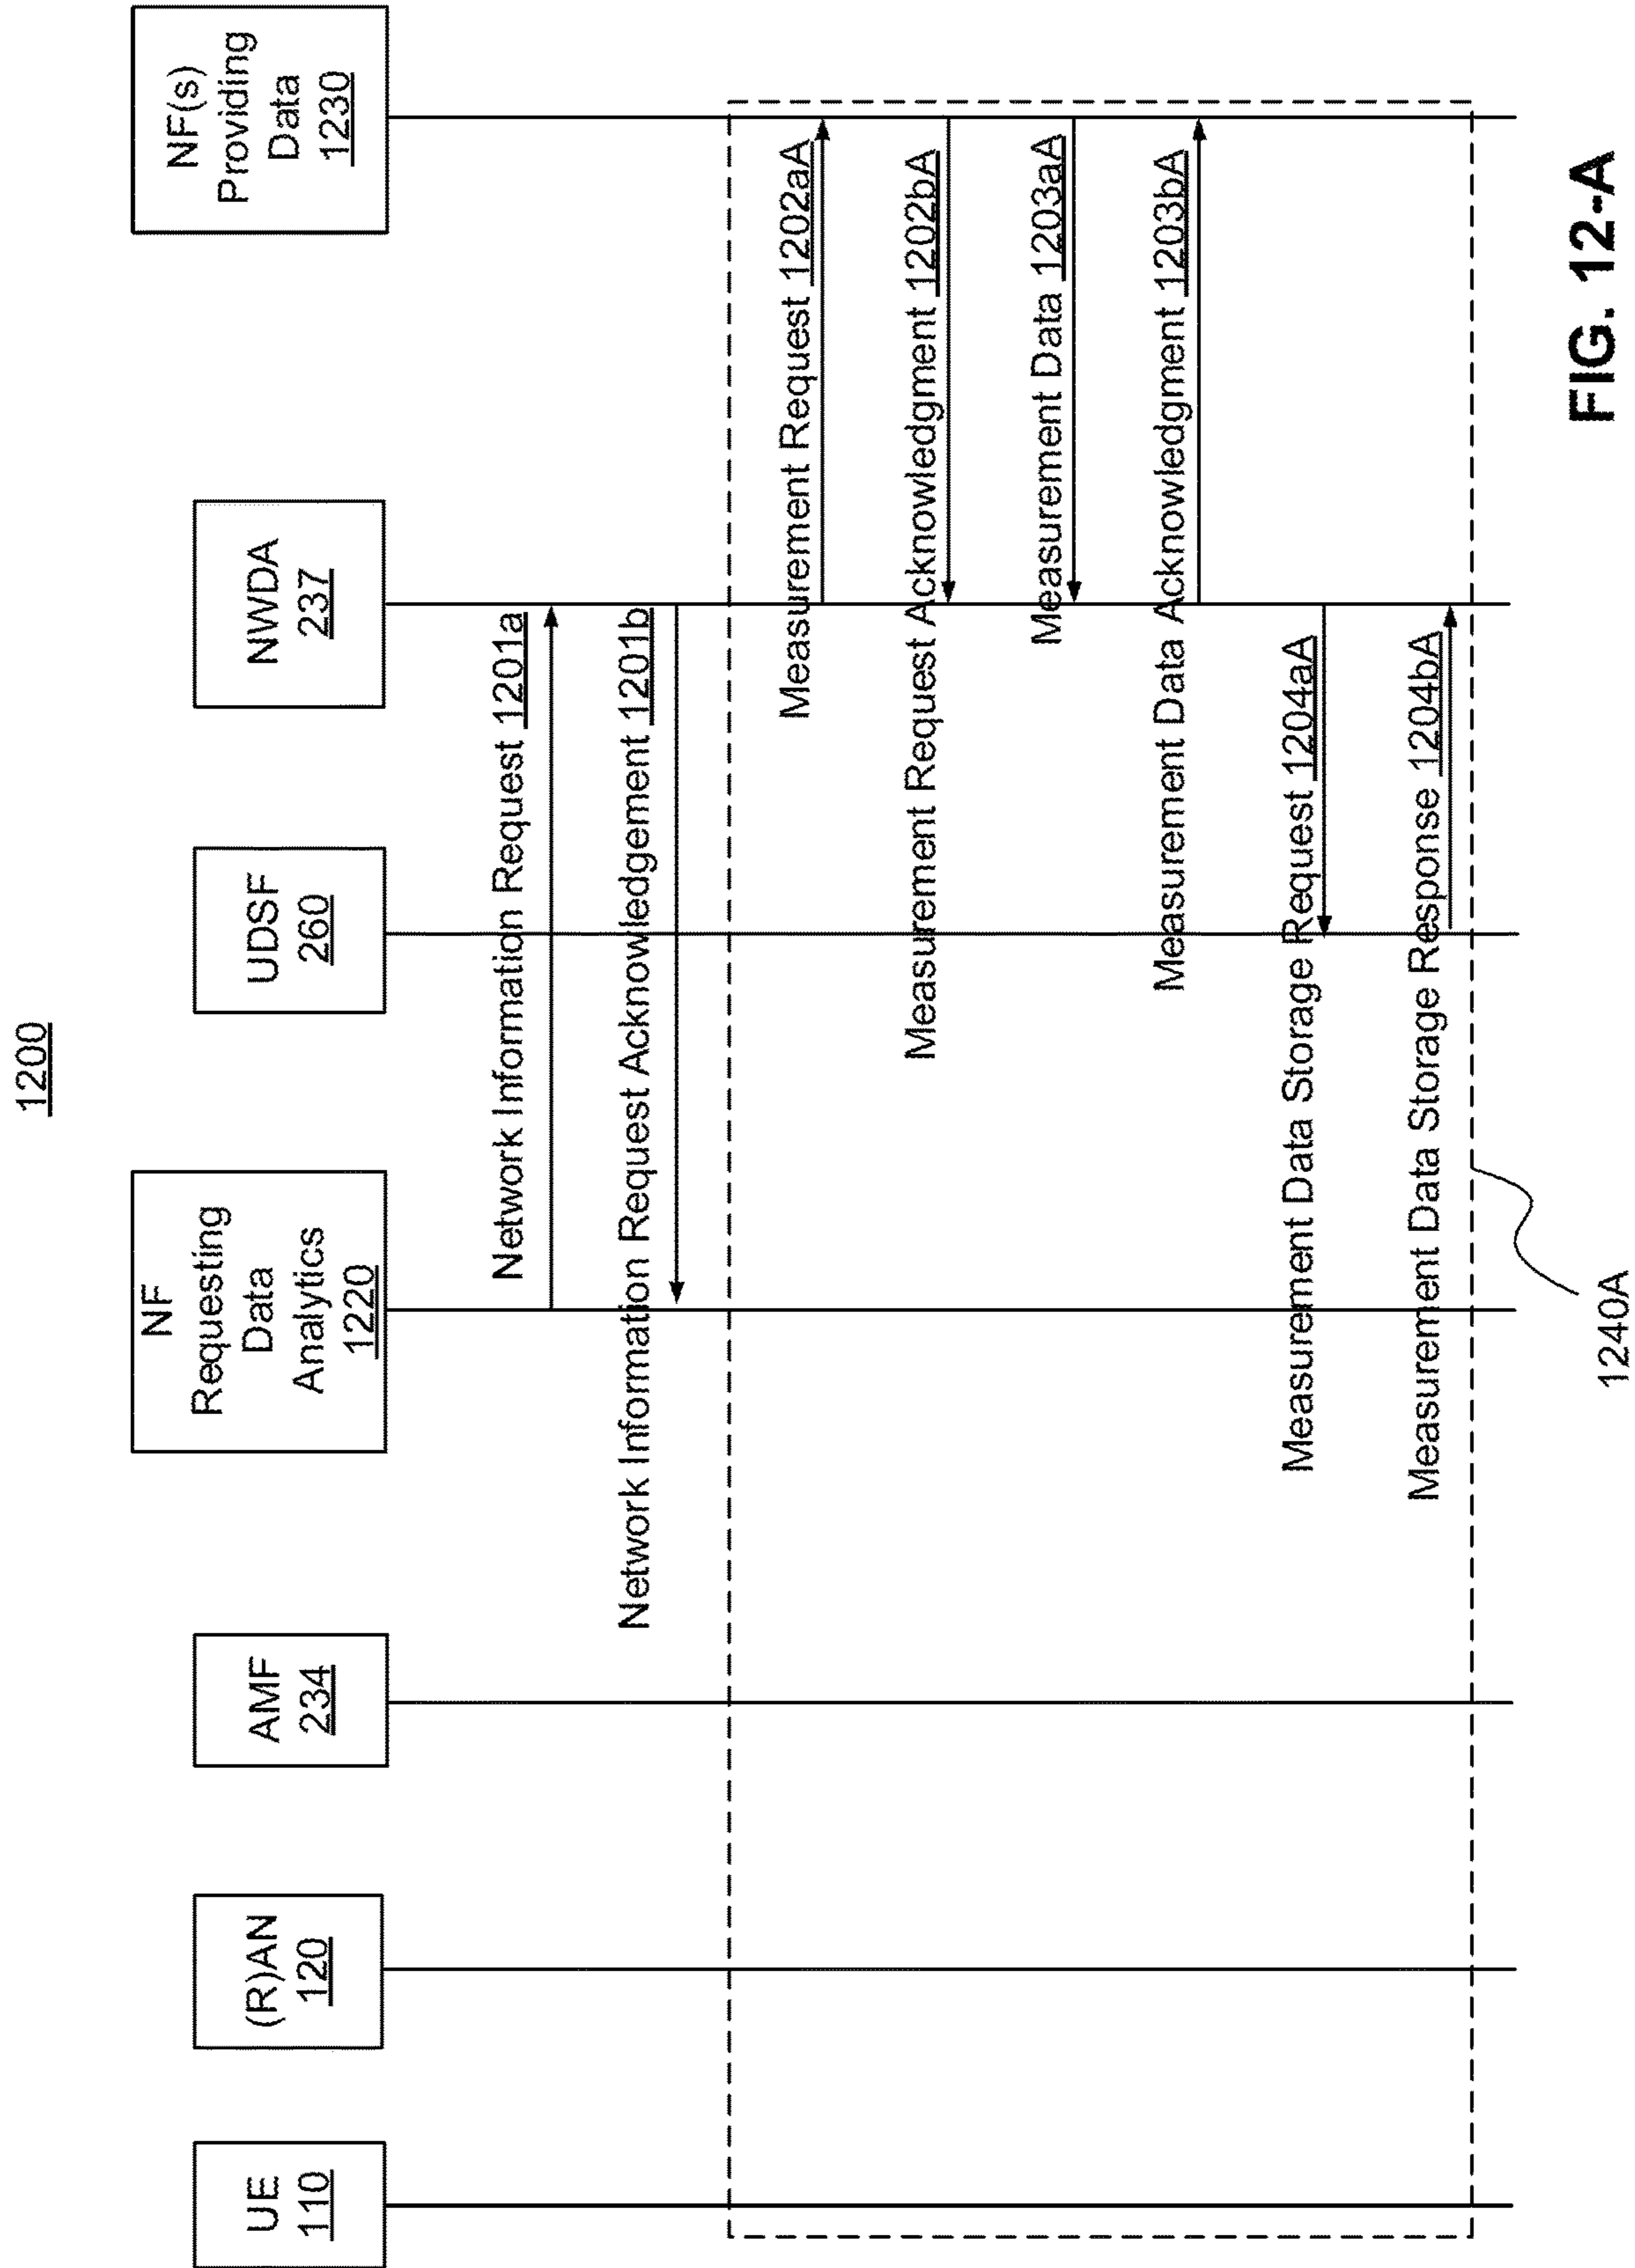 1200
UE
110
(R)AN
120
AMF
234
NF
Requesting
Data
Analytics
1220
UDSF
260
NWDA
237
NF(s)
Providing
Data
1230
Network Information Request 1201a
Network Information Request Acknowledgement 1201b
Measurement Request 1202aA
Measurement Request Acknowledgment 1202bA
Measurement Data 1203aA
Measurement Data Acknowledgment 1203bA
Measurement Data Storage Request 1204aA
Measurement Data Storage Response 1204bA
1240A
FIG. 12-A